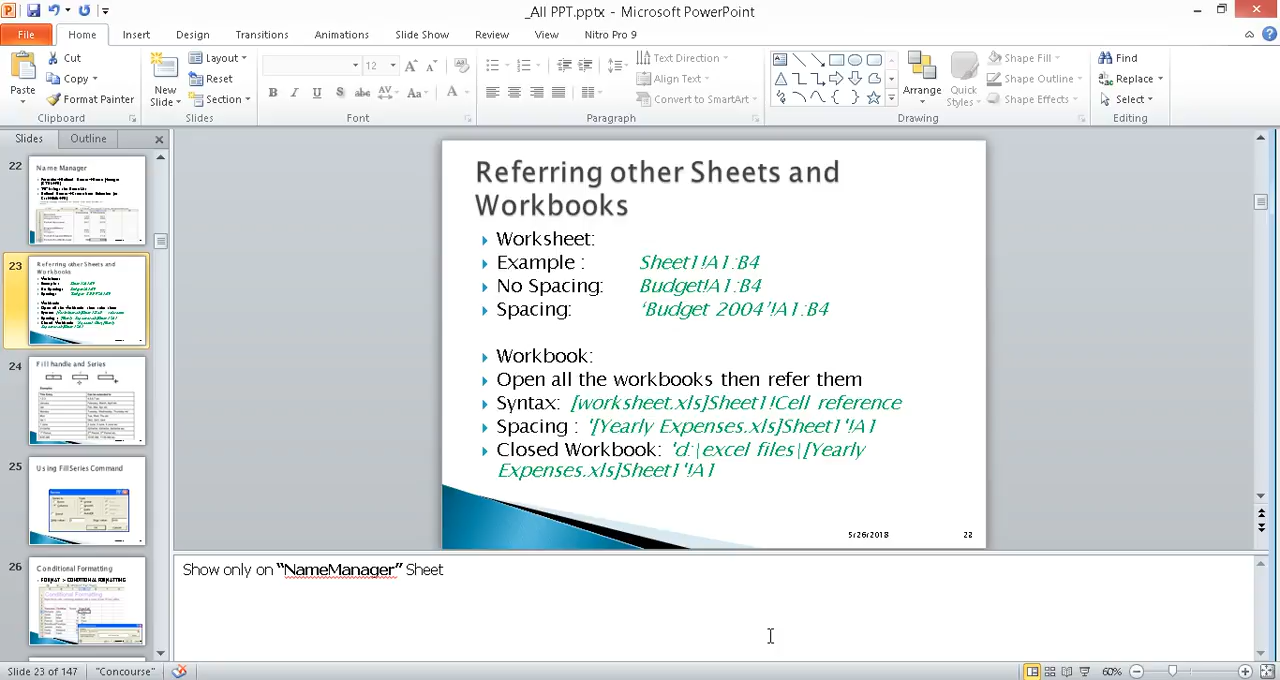 _All PPT.pptx - Microsoft PowerPoint
File Home Insert Design Transitions Animations Slide Show Review View Nitro Pro 9
Paste
Cut
Copy
Format Painter
Clipboard
New Slide
Layout
Reset
Section
Slides
12
Font
Text Direction
Align Text
Convert to SmartArt
Paragraph
Arrange
Quick Styles
Shape Fill
Shape Outline
Shape Effects
Drawing
Find
Replace
Select
Editing
Slides Outline
22
Name Manager
23
Referring other Sheets and
Workbooks
24
Fill handle and Series
25
Using Fill Series Command
26
Conditional Formatting
FORMAT > CONDITIONAL FORMATTING
Referring other Sheets and
Workbooks
Worksheet:
Example : Sheet1!A1:B4
No Spacing: Budget!A1:B4
Spacing: ‘Budget 2004’!A1:B4
Workbook:
Open all the workbooks then refer them
Syntax: [worksheet.xls]Sheet1!Cell reference
Spacing : '[Yearly Expenses.xls]Sheet1'!A1
Closed Workbook: 'd:\excel files\[Yearly
Expenses.xls]Sheet1'!A1
5/26/2018 22
Show only on “NameManager” Sheet
Slide 23 of 147 "Concourse" 60%